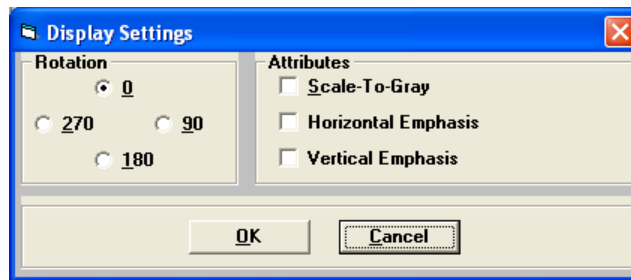 Display Settings
Rotation
0
270
90
180
Attributes
Scale-To-Gray
Horizontal Emphasis
Vertical Emphasis
OK
Cancel